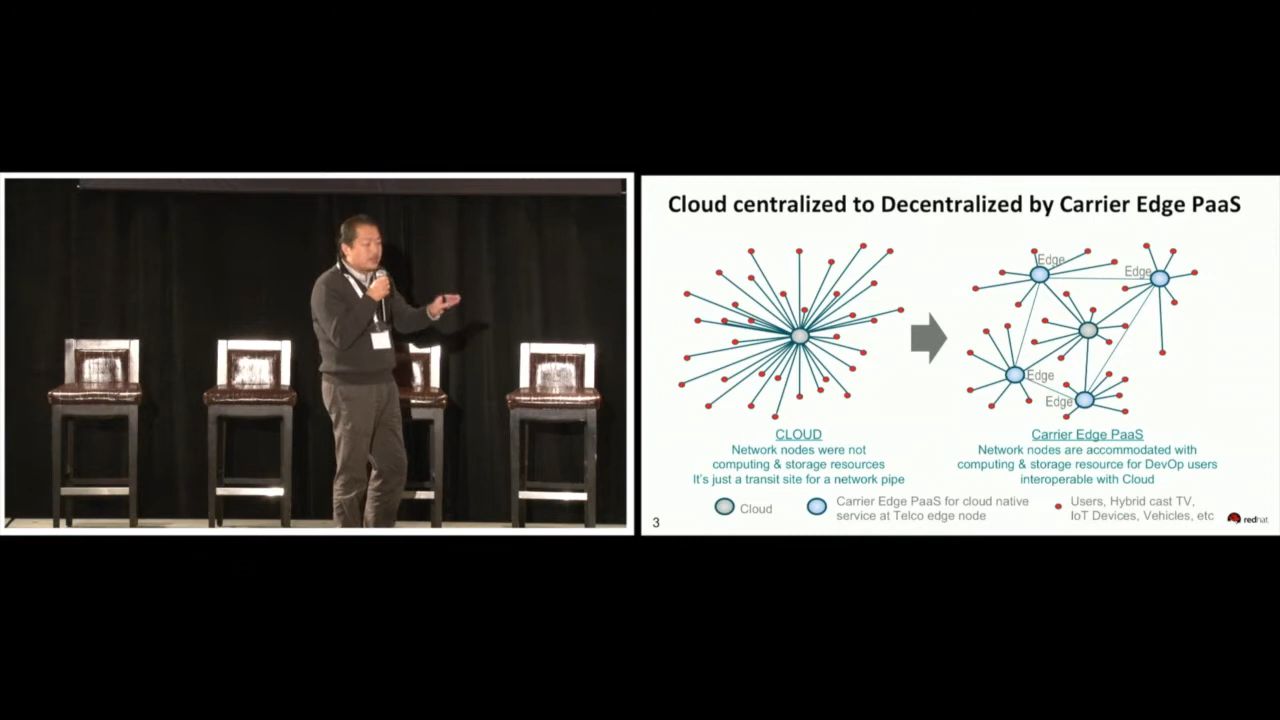 Cloud centralized to Decentralized by Carrier Edge PaaS
Edge
Edge
Edge
Edge
CLOUD
Network nodes were not
computing & storage resources
It's just a transit site for a network pipe
Carrier Edge PaaS
Network nodes are accommodated with
computing & storage resource for DevOp users
interoperable with Cloud
Cloud
Carrier Edge PaaS for cloud native
service at Telco edge node
Users, Hybrid cast TV,
IoT Devices, Vehicles, etc
3
redhat